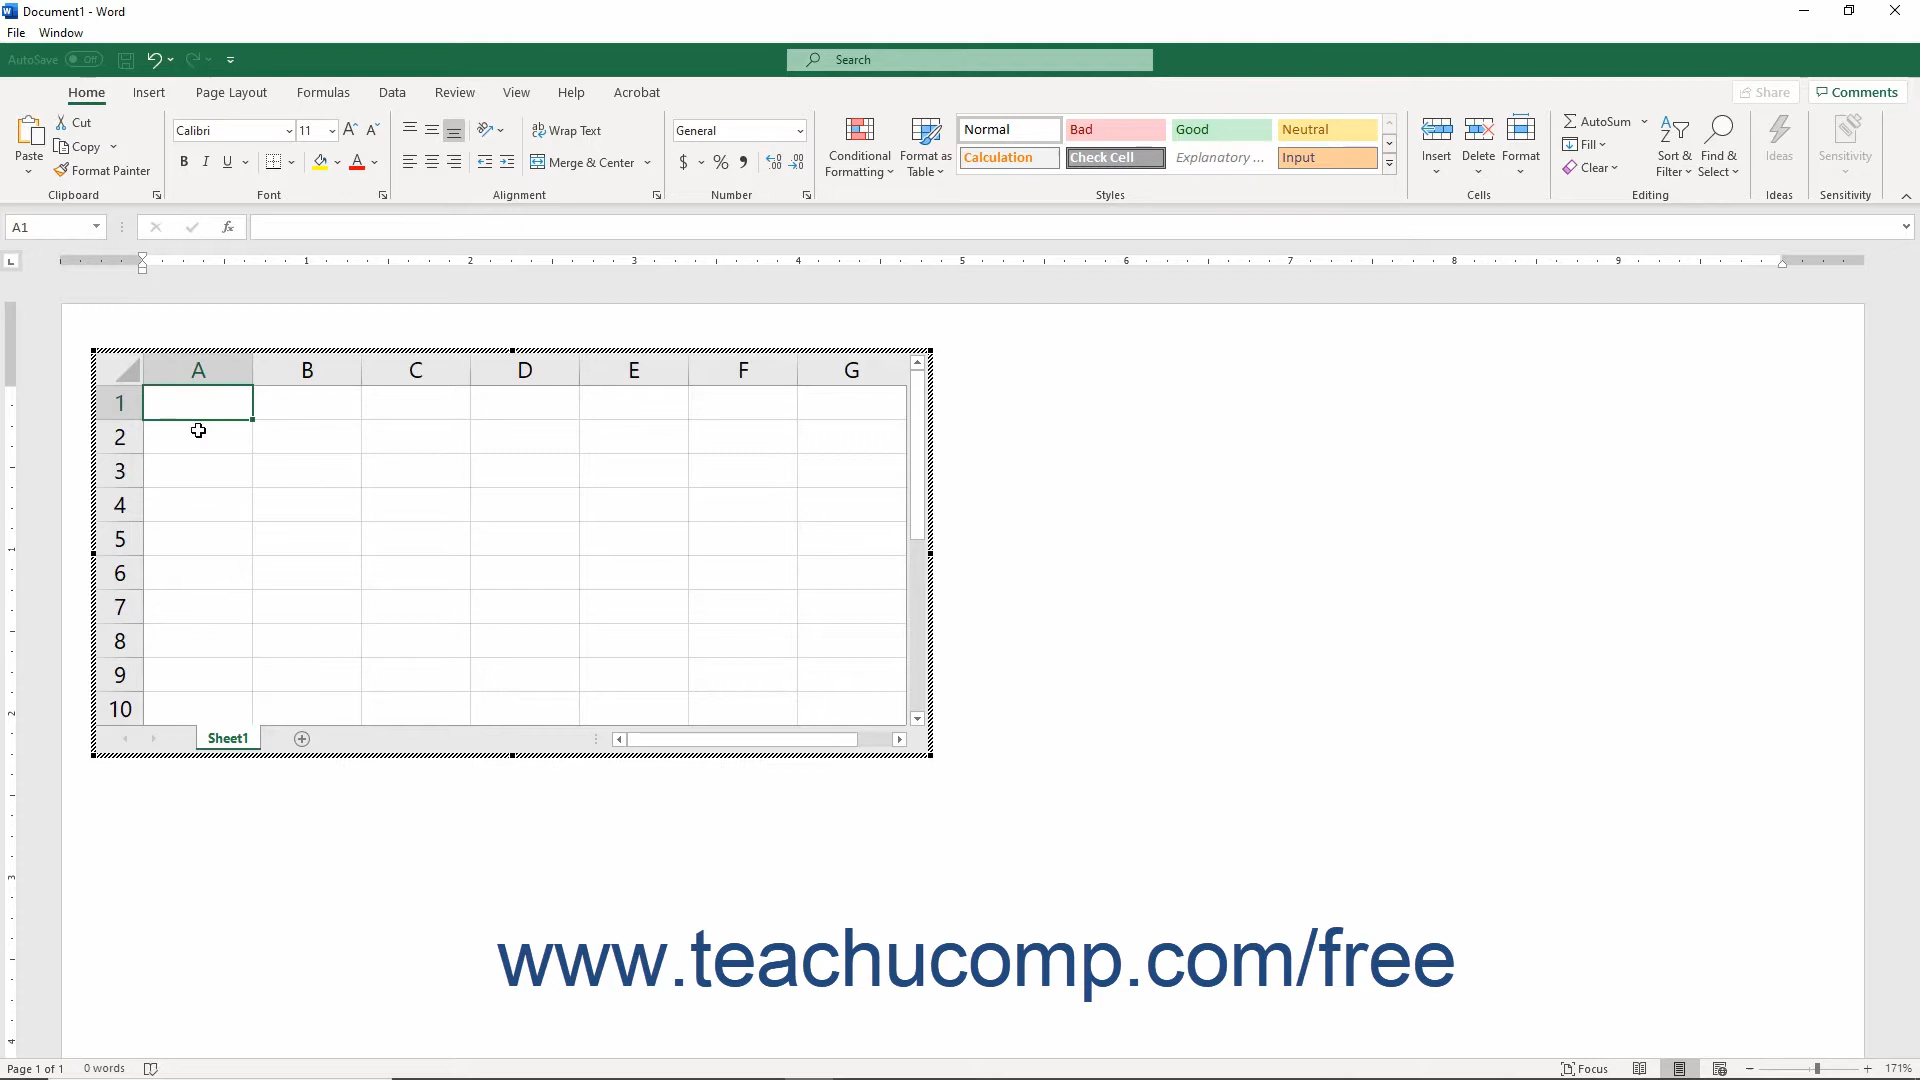 Document1 - Word
File Window
AutoSave Off Search
Home Insert Page Layout Formulas Data Review View Help Acrobat Share Comments
Paste Cut Copy Format Painter Clipboard
Calibri 11 B I U Font
Wrap Text Merge & Center Alignment
General $ % Number
Conditional Formatting Format as Table
Normal Bad Good Neutral
Calculation Check Cell Explanatory ... Input
Styles
Insert Delete Format Cells
AutoSum Fill Clear Sort & Filter Find & Select Editing
Ideas Ideas
Sensitivity Sensitivity
A1 fx
1 2 3 4 5 6 7 8 9
A B C D E F G
1
2
3
4
5
6
7
8
9
10
Sheet1
1
2
3
4
www.teachucomp.com/free
Page 1 of 1 0 words Focus 171%